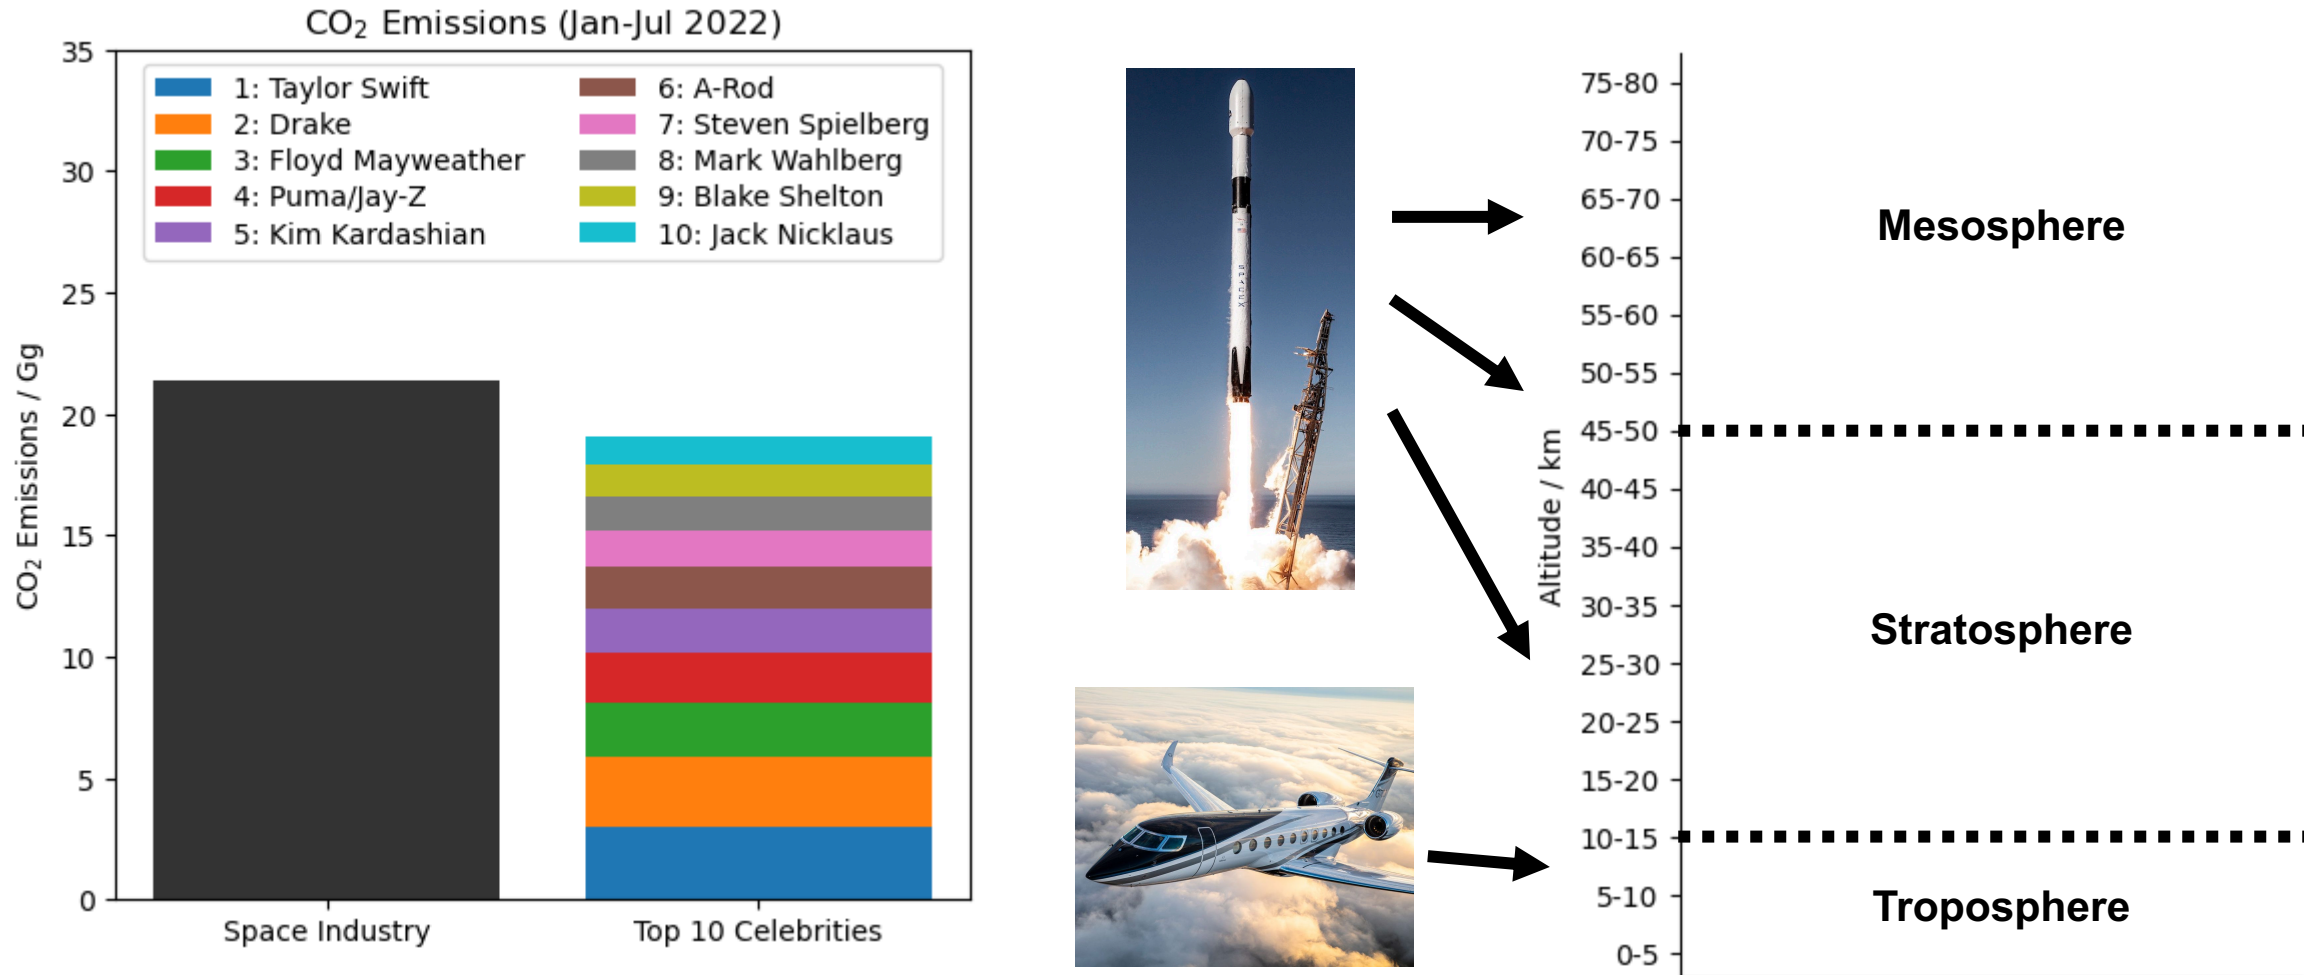 CO₂ Emissions (Jan-Jul 2022)
35
30
25
20
15
10
5
0
CO₂ Emissions / Gg
1: Taylor Swift
2: Drake
3: Floyd Mayweather
4: Puma/Jay-Z
5: Kim Kardashian
6: A-Rod
7: Steven Spielberg
8: Mark Wahlberg
9: Blake Shelton
10: Jack Nicklaus
Space Industry
Top 10 Celebrities
SPACEX
Altitude / km
75-80
70-75
65-70
60-65
55-60
50-55
45-50
40-45
35-40
30-35
25-30
20-25
15-20
10-15
5-10
0-5
Mesosphere
Stratosphere
Troposphere